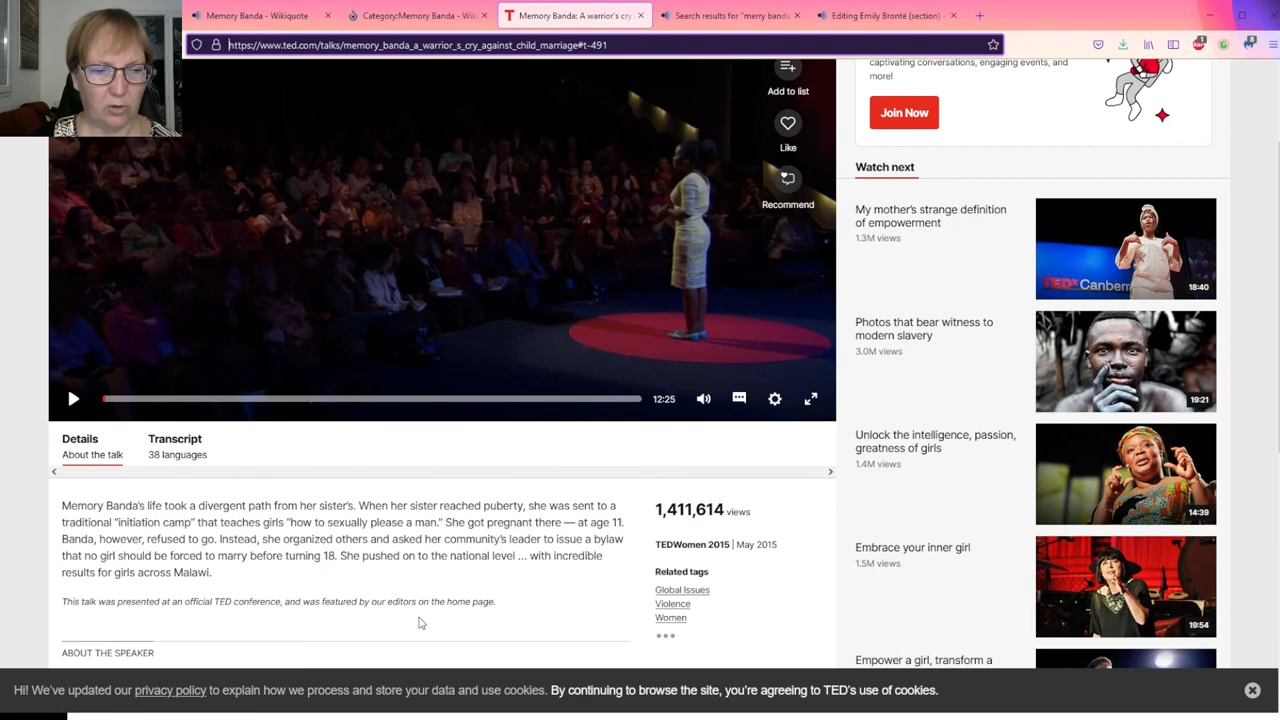 Memory Banda - Wikiquote
Category:Memory Banda - Wiki
Memory Banda: A warrior's cry
Search results for "merry banda
Editing Emily Brontë (section) -
https://www.ted.com/talks/memory_banda_a_warrior_s_cry_against_child_marriage#t-491
Add to list
Like
Recommend
12:25
Details
About the talk
Transcript
38 languages
Memory Banda's life took a divergent path from her sister's. When her sister reached puberty, she was sent to a
traditional "initiation camp" that teaches girls "how to sexually please a man." She got pregnant there — at age 11.
Banda, however, refused to go. Instead, she organized others and asked her community's leader to issue a bylaw
that no girl should be forced to marry before turning 18. She pushed on to the national level ... with incredible
results for girls across Malawi.
This talk was presented at an official TED conference, and was featured by our editors on the home page.
ABOUT THE SPEAKER
1,411,614 views
TEDWomen 2015 | May 2015
Related tags
Global Issues
Violence
Women
captivating conversations, engaging events, and
more!
Join Now
Watch next
My mother's strange definition
of empowerment
1.3M views
TEDxCanberr
18:40
Photos that bear witness to
modern slavery
3.0M views
19:21
Unlock the intelligence, passion,
greatness of girls
1.4M views
14:39
Embrace your inner girl
1.5M views
19:54
Empower a girl, transform a
Hi! We've updated our privacy policy to explain how we process and store your data and use cookies. By continuing to browse the site, you're agreeing to TED's use of cookies.